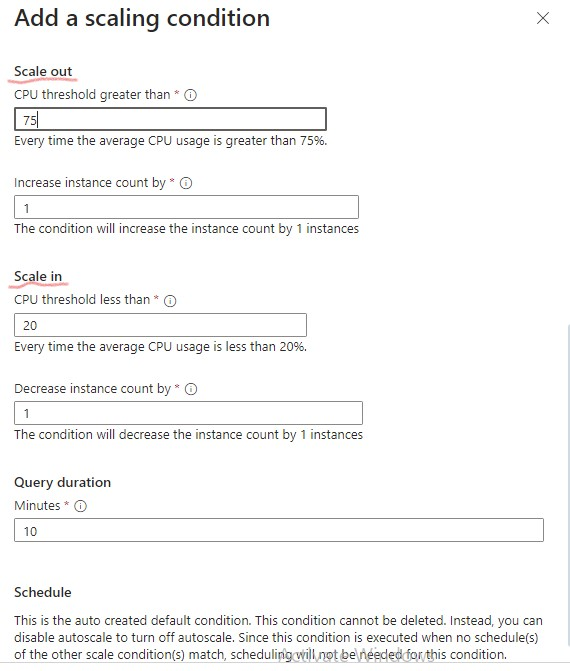 Add a scaling condition
Scale out
CPU threshold greater than *
75
Every time the average CPU usage is greater than 75%.
Increase instance count by *
1
The condition will increase the instance count by 1 instances
Scale in
CPU threshold less than *
20
Every time the average CPU usage is less than 20%.
Decrease instance count by *
1
The condition will decrease the instance count by 1 instances
Query duration
Minutes *
10
Schedule
This is the auto created default condition. This condition cannot be deleted. Instead, you can
disable autoscale to turn off autoscale. Since this condition is executed when no schedule(s)
of the other scale condition(s) match, scheduling will not be needed for this condition.
Activate Windows